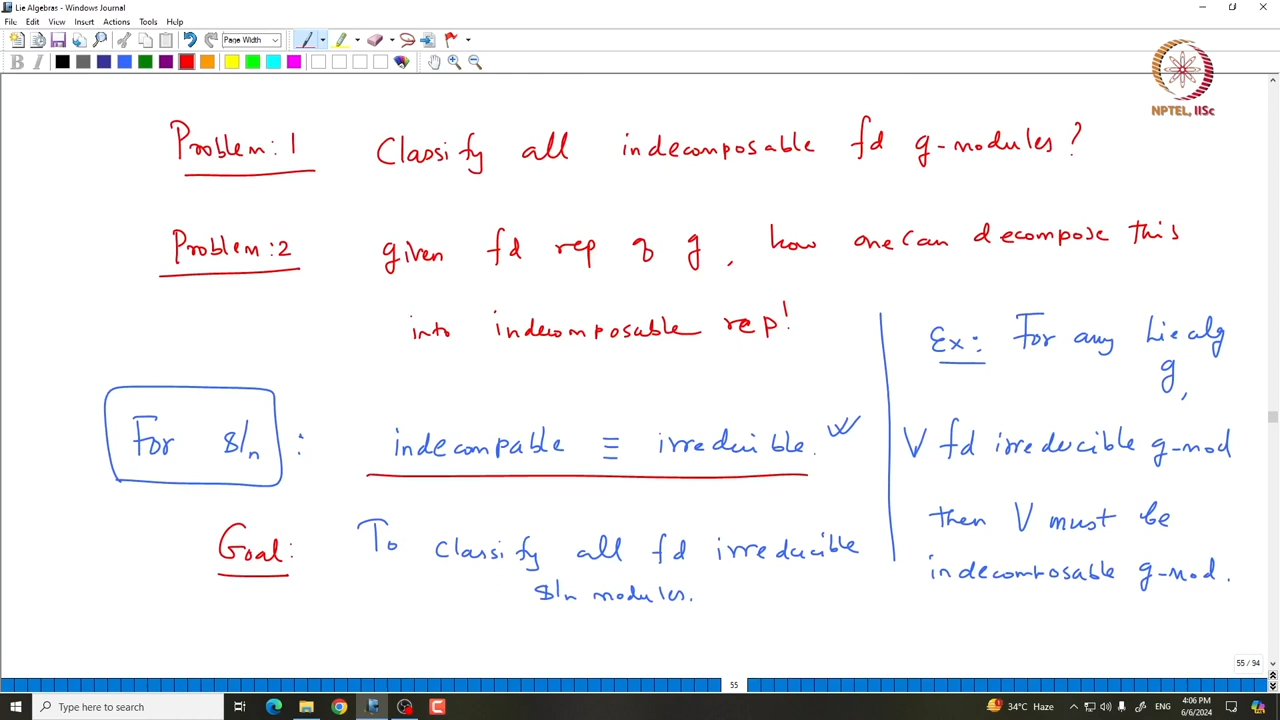 Lie Algebras - Windows Journal
File Edit View Insert Actions Tools Help
Page Width
B I
NPTEL, IISc
Problem: 1 Classify all indecomposable fd g-modules?
Problem: 2 given fd rep of g, how one can decompose this
into indecomposable rep!
For sln : indecompable ≡ irreducible.
Goal: To classify all fd irreducible
sln modules.
Ex: For any Lie alg
g,
V fd irreducible g-mod
then V must be
indecomposable g-mod.
55 / 94
55
Type here to search
34°C Haze
ENG
4:06 PM
6/6/2024